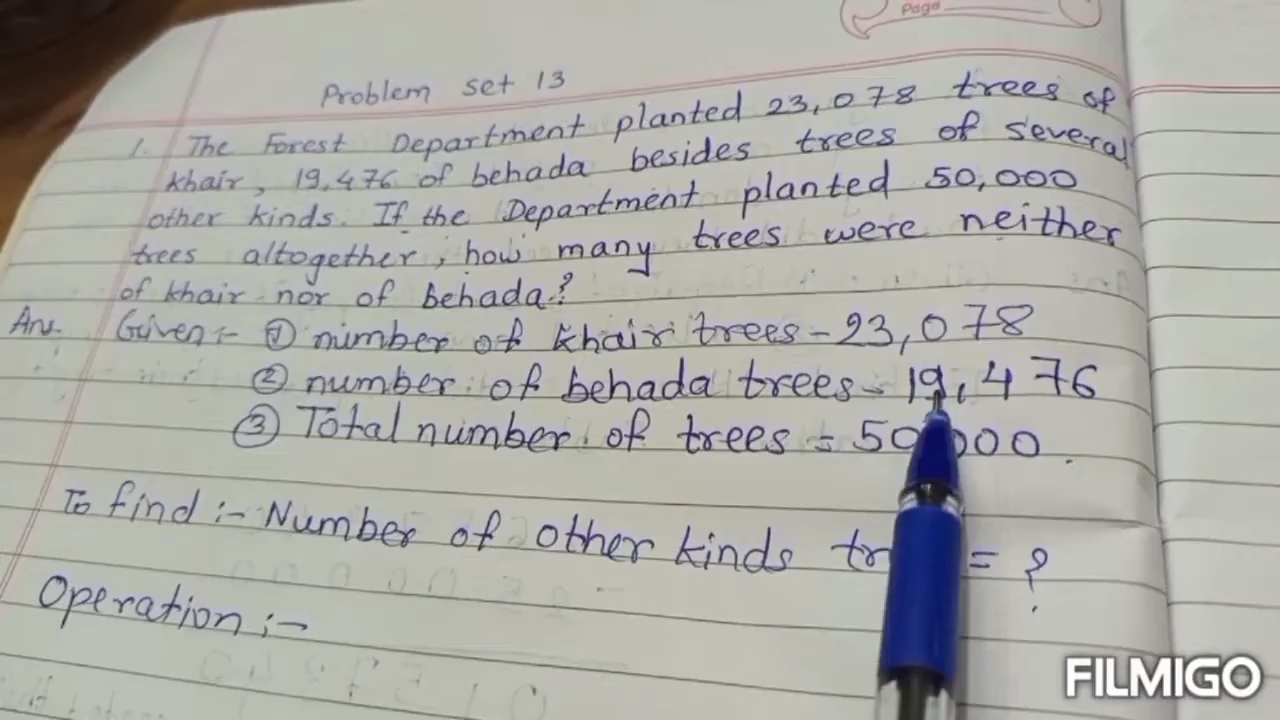 Page
Problem set 13
1. The Forest Department planted 23,078 trees of
khair, 19,476 of behada besides trees of several
other kinds. If the Department planted 50,000
trees altogether, how many trees were neither
of khair nor of behada?
Ans. Given:- ① number of khair trees - 23,078
② number of behada trees - 19,476
③ Total number of trees = 50,000.
To find :- Number of other kinds tr = ?
Operation :-
FILMIGO